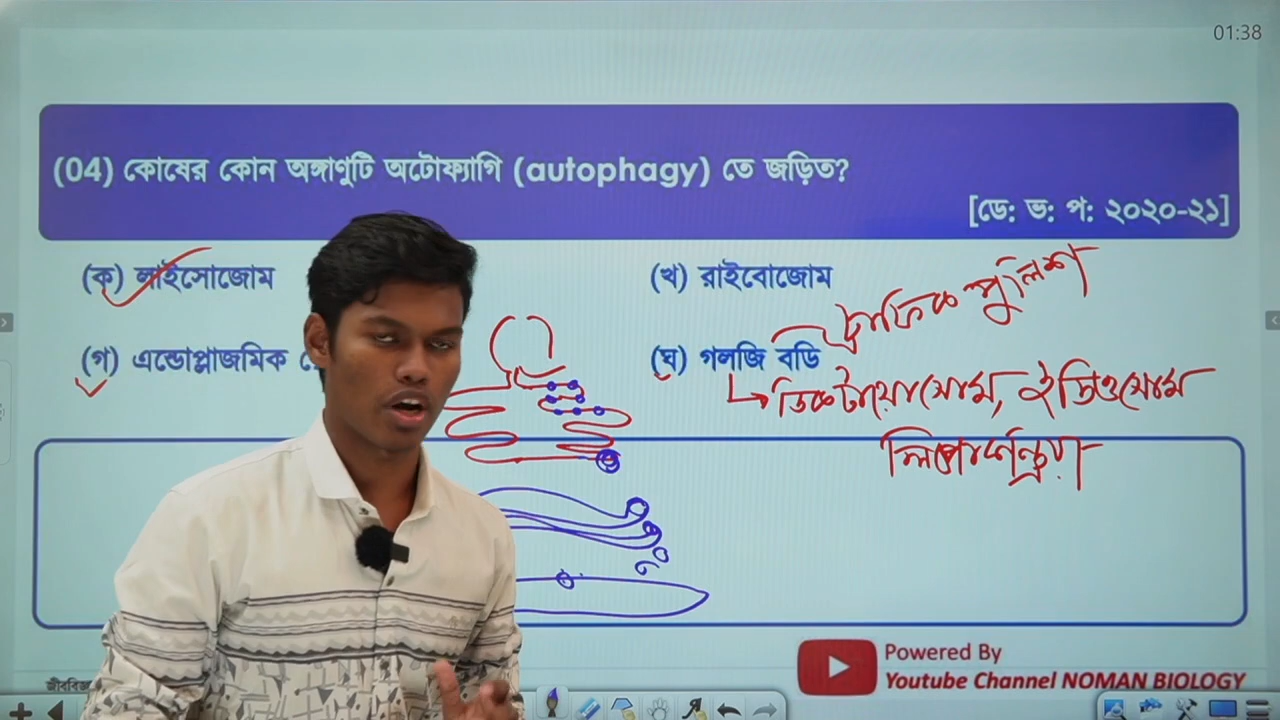 01:38
(04) কোষের কোন অঙ্গাণুটি অটোফ্যাগি (autophagy) তে জড়িত?
[ডে: ভ: প: ২০২০-২১]
(ক) লাইসোজোম
(খ) রাইবোজোম
ট্রাফিক পুলিশ
(গ) এন্ডোপ্লাজমিক
(ঘ) গলজি বডি
ডিকটায়োসোম, ইডিওসোম
লিপোকন্ড্রিয়া
Powered By
Youtube Channel NOMAN BIOLOGY